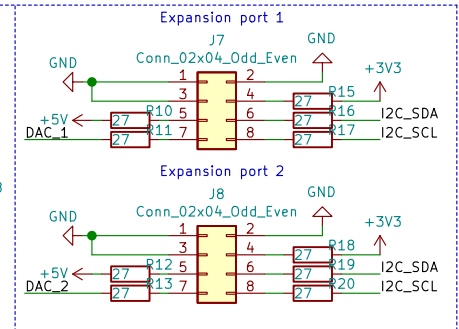 Expansion port 1
J7
GND
Conn_02x04_Odd_Even
GND
+3V3
1 2
3 4 R15
+5V R10 27 5 6 27 R16 I2C_SDA
DAC_1 R11 27 7 8 27 R17 I2C_SCL
27
Expansion port 2
J8
GND
Conn_02x04_Odd_Even
GND
+3V3
1 2
3 4 R18
+5V R12 27 5 6 27 R19 I2C_SDA
DAC_2 R13 27 7 8 27 R20 I2C_SCL
27